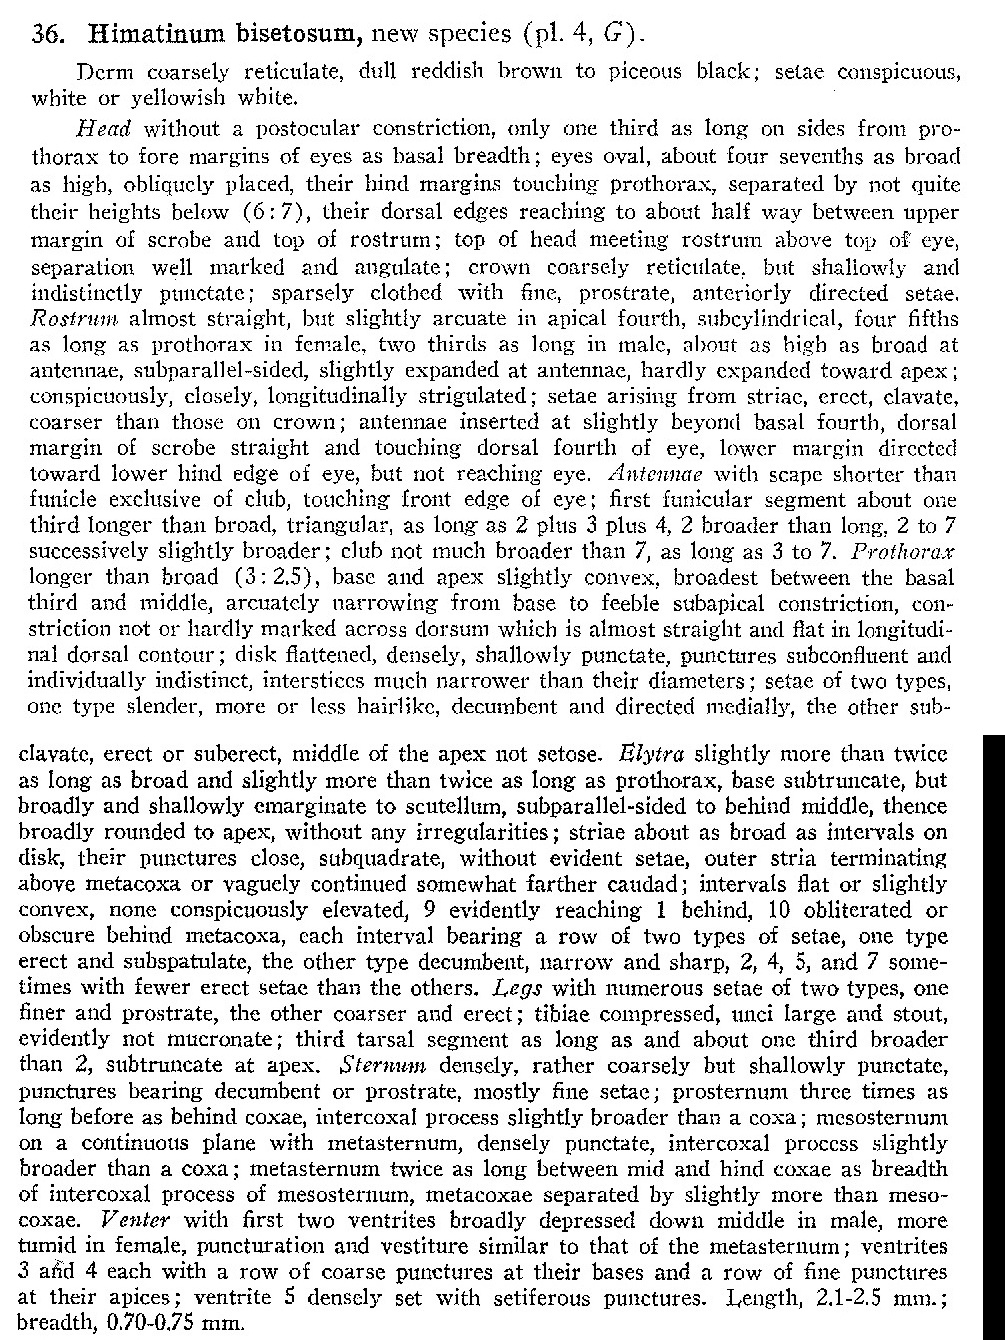 36. Himatinum bisetosum, new species (pl. 4, G).
Derm coarsely reticulate, dull reddish brown to piceous black; setae conspicuous,
white or yellowish white.
Head without a postocular constriction, only one third as long on sides from pro-
thorax to fore margins of eyes as basal breadth; eyes oval, about four sevenths as broad
as high, obliquely placed, their hind margins touching prothorax, separated by not quite
their heights below (6:7), their dorsal edges reaching to about half way between upper
margin of scrobe and top of rostrum; top of head meeting rostrum above top of eye,
separation well marked and angulate; crown coarsely reticulate, but shallowly and
indistinctly punctate; sparsely clothed with fine, prostrate, anteriorly directed setae.
Rostrum almost straight, but slightly arcuate in apical fourth, subcylindrical, four fifths
as long as prothorax in female, two thirds as long in male, about as high as broad at
antennae, subparallel-sided, slightly expanded at antennae, hardly expanded toward apex;
conspicuously, closely, longitudinally strigulated; setae arising from striae, erect, clavate,
coarser than those on crown; antennae inserted at slightly beyond basal fourth, dorsal
margin of scrobe straight and touching dorsal fourth of eye, lower margin directed
toward lower hind edge of eye, but not reaching eye. Antennae with scape shorter than
funicle exclusive of club, touching front edge of eye; first funicular segment about one
third longer than broad, triangular, as long as 2 plus 3 plus 4, 2 broader than long, 2 to 7
successively slightly broader; club not much broader than 7, as long as 3 to 7. Prothorax
longer than broad (3:2.5), base and apex slightly convex, broadest between the basal
third and middle, arcuately narrowing from base to feeble subapical constriction, con-
striction not or hardly marked across dorsum which is almost straight and flat in longitudi-
nal dorsal contour; disk flattened, densely, shallowly punctate, punctures subconfluent and
individually indistinct, interstices much narrower than their diameters; setae of two types,
one type slender, more or less hairlike, decumbent and directed medially, the other sub-
clavate, erect or suberect, middle of the apex not setose. Elytra slightly more than twice
as long as broad and slightly more than twice as long as prothorax, base subtruncate, but
broadly and shallowly emarginate to scutellum, subparallel-sided to behind middle, thence
broadly rounded to apex, without any irregularities; striae about as broad as intervals on
disk, their punctures close, subquadrate, without evident setae, outer stria terminating
above metacoxa or vaguely continued somewhat farther caudad; intervals flat or slightly
convex, none conspicuously elevated, 9 evidently reaching 1 behind, 10 obliterated or
obscure behind metacoxa, each interval bearing a row of two types of setae, one type
erect and subspatulate, the other type decumbent, narrow and sharp, 2, 4, 5, and 7 some-
times with fewer erect setae than the others. Legs with numerous setae of two types, one
finer and prostrate, the other coarser and erect; tibiae compressed, unci large and stout,
evidently not mucronate; third tarsal segment as long as and about one third broader
than 2, subtruncate at apex. Sternum densely, rather coarsely but shallowly punctate,
punctures bearing decumbent or prostrate, mostly fine setae; prosternum three times as
long before as behind coxae, intercoxal process slightly broader than a coxa; mesosternum
on a continuous plane with metasternum, densely punctate, intercoxal process slightly
broader than a coxa; metasternum twice as long between mid and hind coxae as breadth
of intercoxal process of mesosternum, metacoxae separated by slightly more than meso-
coxae. Venter with first two ventrites broadly depressed down middle in male, more
tumid in female, puncturation and vestiture similar to that of the metasternum; ventrites
3 and 4 each with a row of coarse punctures at their bases and a row of fine punctures
at their apices; ventrite 5 densely set with setiferous punctures. Length, 2.1-2.5 mm.;
breadth, 0.70-0.75 mm.